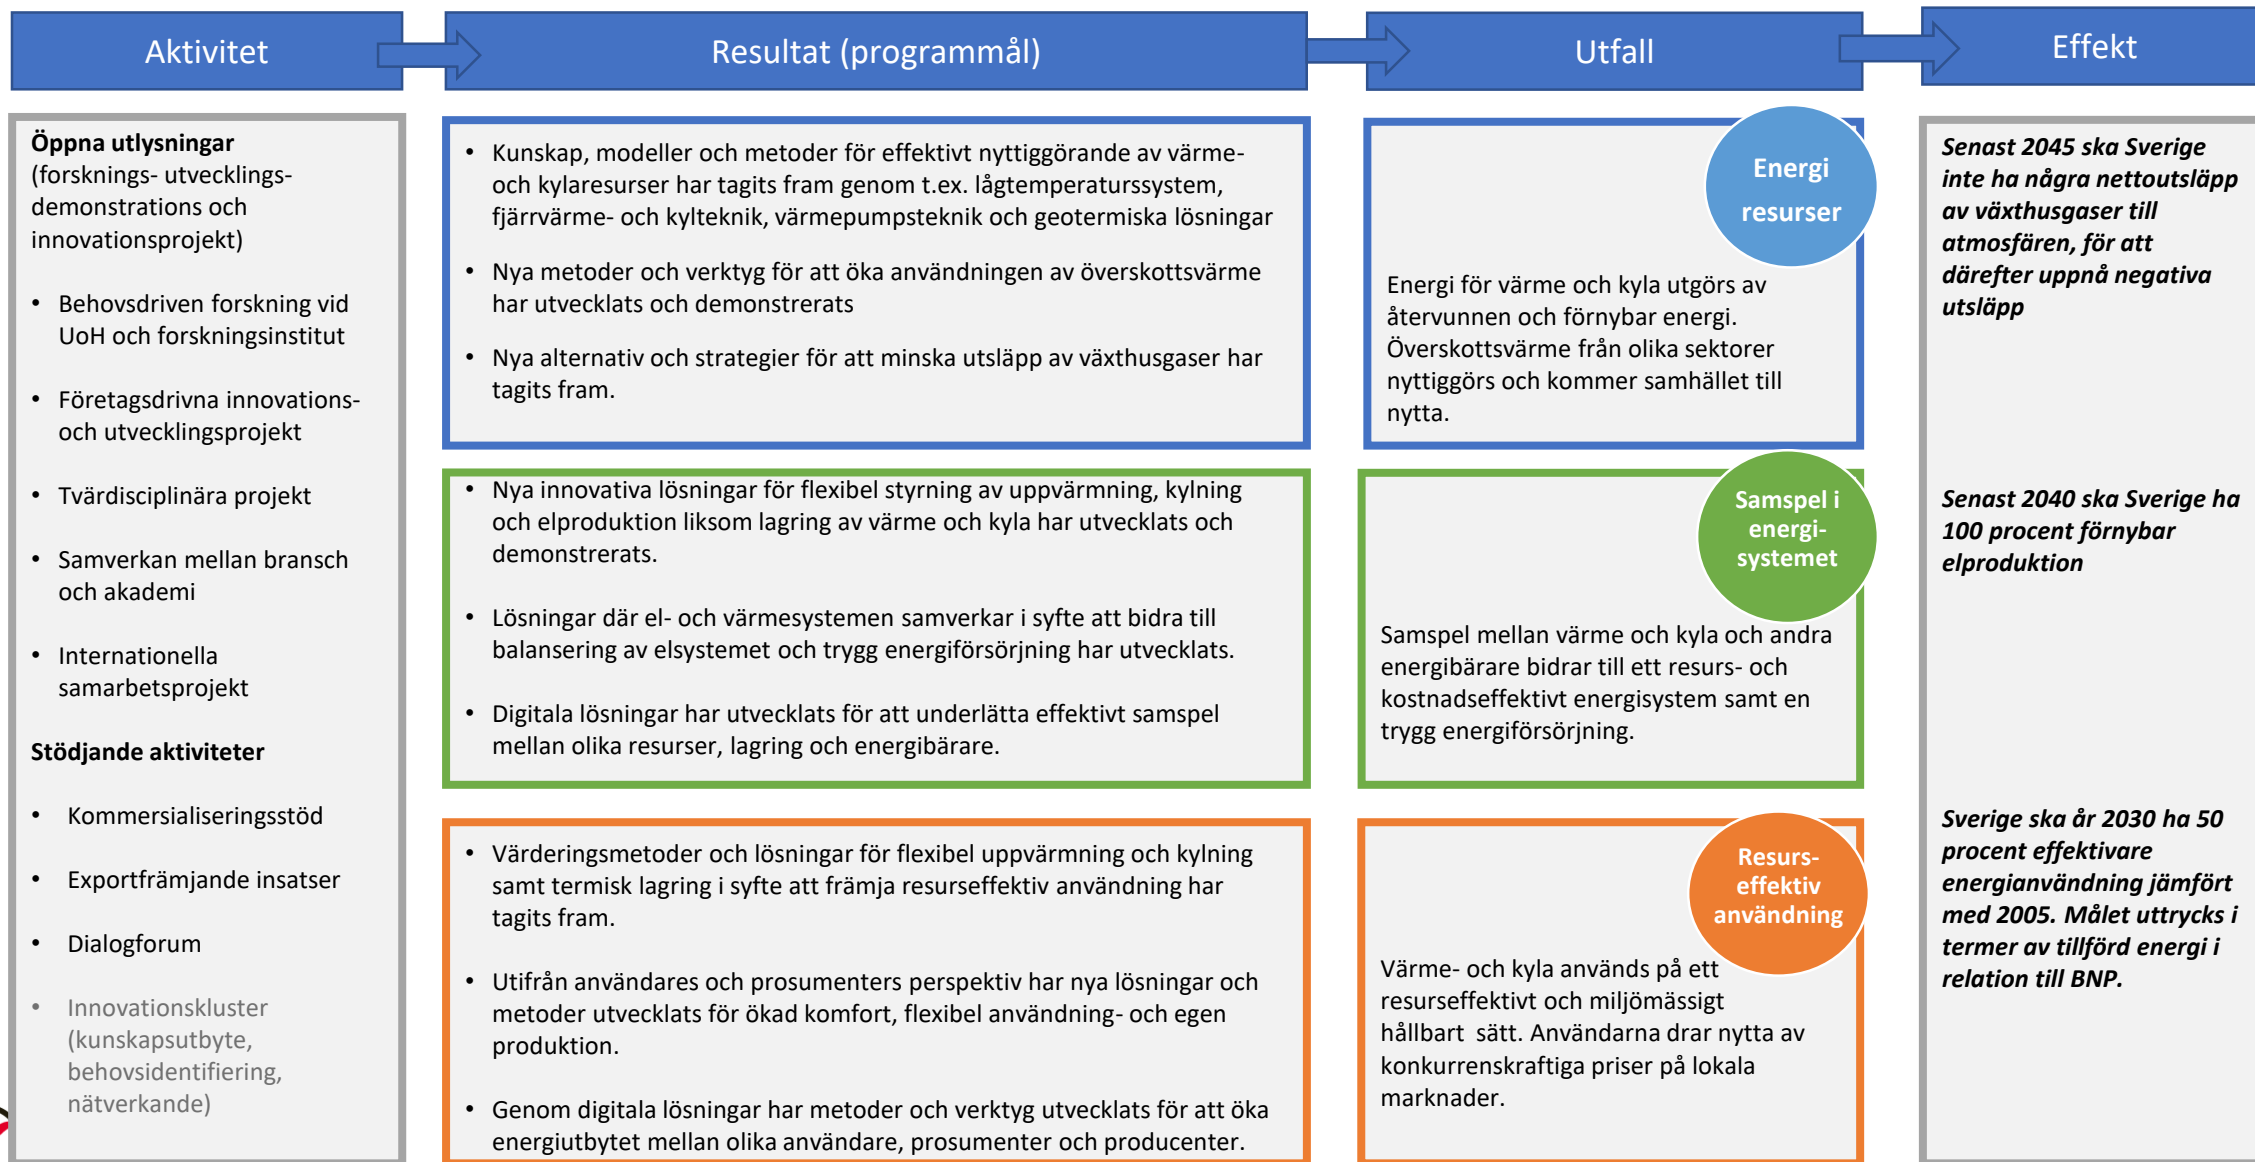 Aktivitet
Resultat (programmål)
Utfall
Effekt
Öppna utlysningar
(forsknings- utvecklings-
demonstrations och
innovationsprojekt)
• Behovsdriven forskning vid
UoH och forskningsinstitut
• Företagsdrivna innovations-
och utvecklingsprojekt
• Tvärdisciplinära projekt
• Samverkan mellan bransch
och akademi
• Internationella
samarbetsprojekt
Stödjande aktiviteter
• Kommersialiseringsstöd
• Exportfrämjande insatser
• Dialogforum
• Innovationskluster
(kunskapsutbyte,
behovsidentifiering,
nätverkande)
• Kunskap, modeller och metoder för effektivt nyttiggörande av värme-
och kylaresurser har tagits fram genom t.ex. lågtemperaturssystem,
fjärrvärme- och kylteknik, värmepumpsteknik och geotermiska lösningar
• Nya metoder och verktyg för att öka användningen av överskottsvärme
har utvecklats och demonstrerats
• Nya alternativ och strategier för att minska utsläpp av växthusgaser har
tagits fram.
• Nya innovativa lösningar för flexibel styrning av uppvärmning, kylning
och elproduktion liksom lagring av värme och kyla har utvecklats och
demonstrerats.
• Lösningar där el- och värmesystemen samverkar i syfte att bidra till
balansering av elsystemet och trygg energiförsörjning har utvecklats.
• Digitala lösningar har utvecklats för att underlätta effektivt samspel
mellan olika resurser, lagring och energibärare.
• Värderingsmetoder och lösningar för flexibel uppvärmning och kylning
samt termisk lagring i syfte att främja resurseffektiv användning har
tagits fram.
• Utifrån användares och prosumenters perspektiv har nya lösningar och
metoder utvecklats för ökad komfort, flexibel användning- och egen
produktion.
• Genom digitala lösningar har metoder och verktyg utvecklats för att öka
energiutbytet mellan olika användare, prosumenter och producenter.
Energi
resurser
Energi för värme och kyla utgörs av
återvunnen och förnybar energi.
Överskottsvärme från olika sektorer
nyttiggörs och kommer samhället till
nytta.
Samspel i
energi-
systemet
Samspel mellan värme och kyla och andra
energibärare bidrar till ett resurs- och
kostnadseffektivt energisystem samt en
trygg energiförsörjning.
Resurs-
effektiv
användning
Värme- och kyla används på ett
resurseffektivt och miljömässigt
hållbart  sätt. Användarna drar nytta av
konkurrenskraftiga priser på lokala
marknader.
Senast 2045 ska Sverige
inte ha några nettoutsläpp
av växthusgaser till
atmosfären, för att
därefter uppnå negativa
utsläpp
Senast 2040 ska Sverige ha
100 procent förnybar
elproduktion
Sverige ska år 2030 ha 50
procent effektivare
energianvändning jämfört
med 2005. Målet uttrycks i
termer av tillförd energi i
relation till BNP.